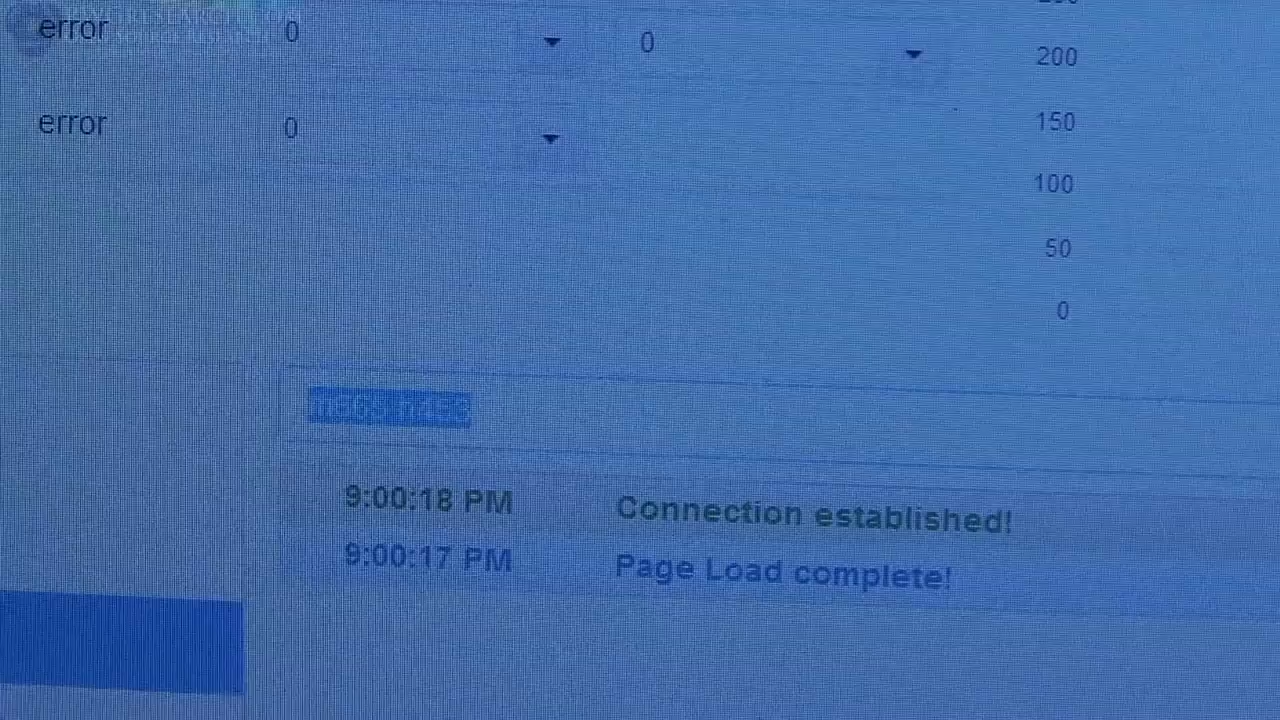 error 0 0
200
error 0
150
100
50
0
9:00:18 PM Connection established!
9:00:17 PM Page Load complete!